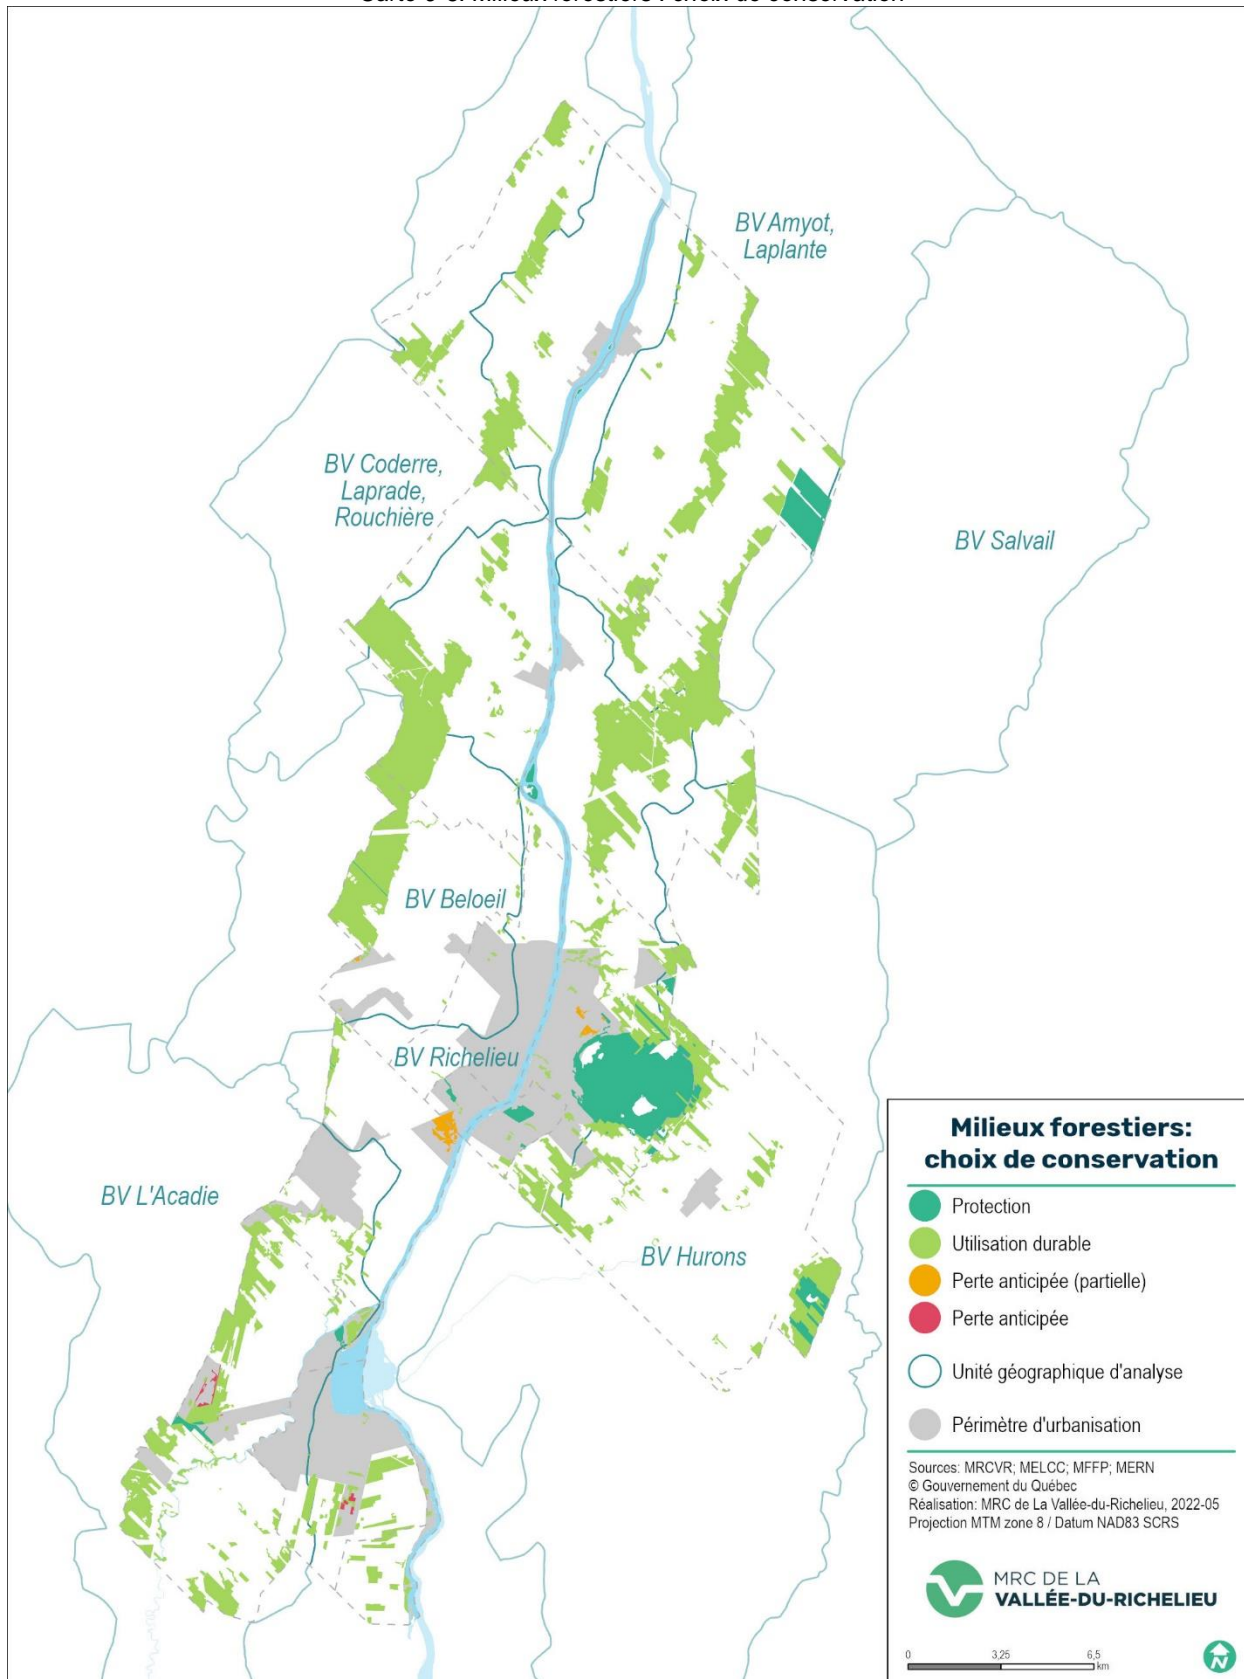 BV Amyot,
Laplante
BV Coderre,
Laprade,
Rouchière
BV Salvail
BV Beloeil
BV Richelieu
BV L'Acadie
BV Hurons
Milieux forestiers:
choix de conservation
Protection
Utilisation durable
Perte anticipée (partielle)
Perte anticipée
Unité géographique d'analyse
Périmètre d'urbanisation
Sources: MRCVR; MELCC; MFFP; MERN
© Gouvernement du Québec
Réalisation: MRC de La Vallée-du-Richelieu, 2022-05
Projection MTM zone 8 / Datum NAD83 SCRS
MRC DE LA
VALLÉE-DU-RICHELIEU
0 3,25 6,5
km
N